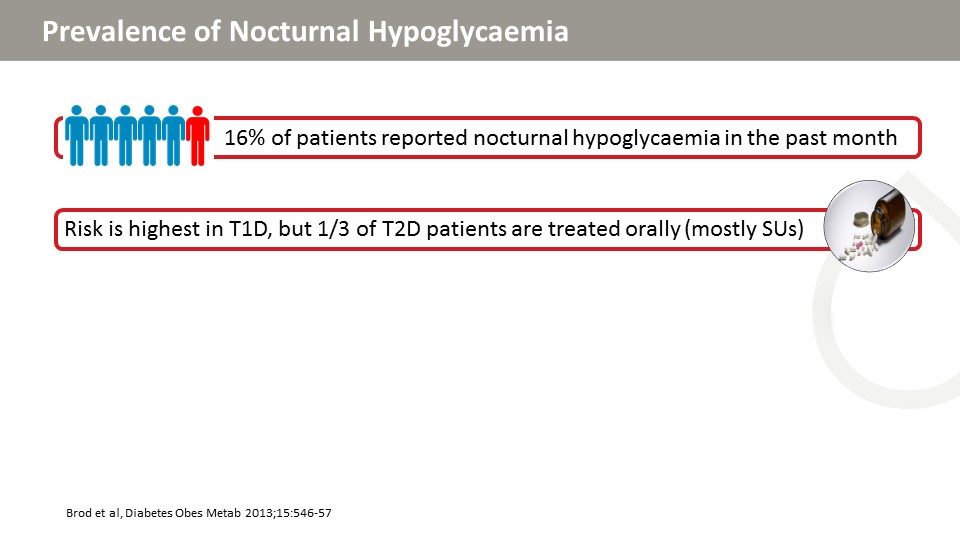 Prevalence of Nocturnal Hypoglycaemia
16% of patients reported nocturnal hypoglycaemia in the past month
Risk is highest in T1D, but 1/3 of T2D patients are treated orally (mostly SUs)
Brod et al, Diabetes Obes Metab 2013;15:546-57